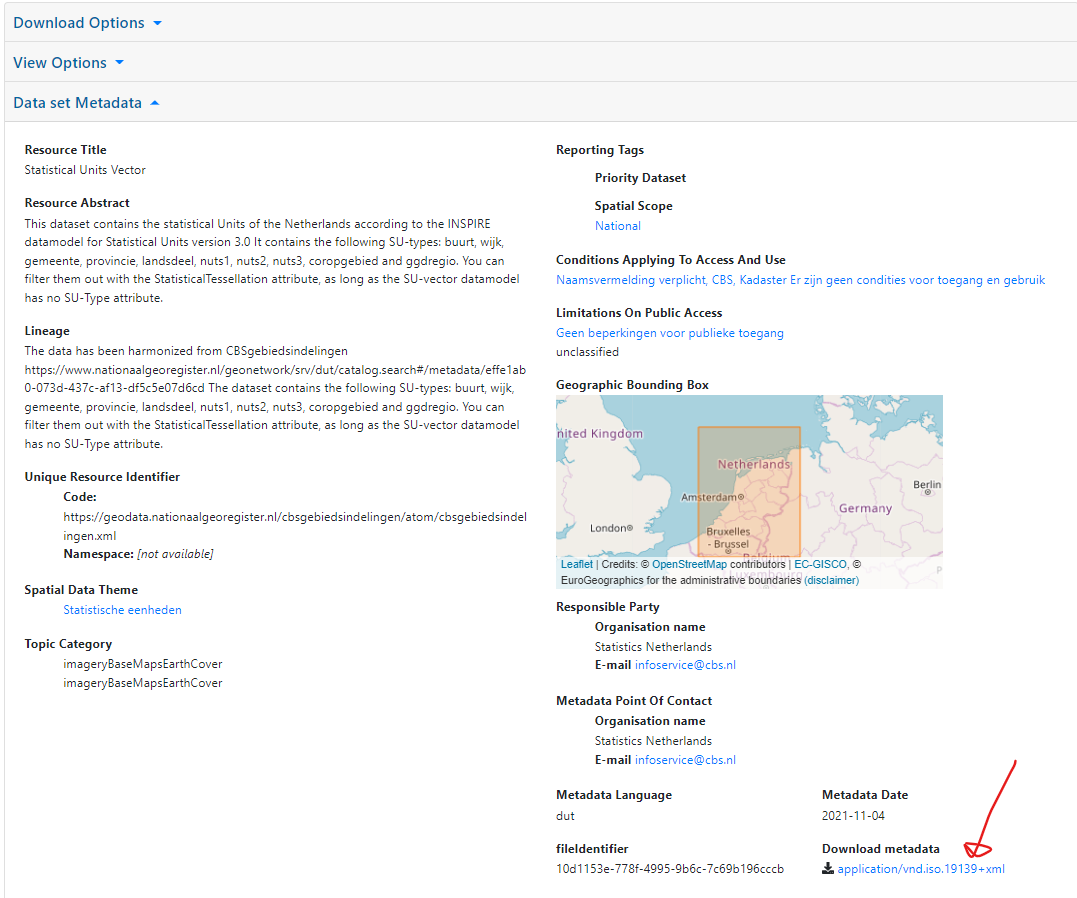 Download Options
View Options
Data set Metadata
Resource Title
Statistical Units Vector
Resource Abstract
This dataset contains the statistical Units of the Netherlands according to the INSPIRE
datamodel for Statistical Units version 3.0 It contains the following SU-types: buurt, wijk,
gemeente, provincie, landsdeel, nuts1, nuts2, nuts3, coropgebied en ggdregio. You can
filter them out with the StatisticalTessellation attribute, as long as the SU-vector datamodel
has no SU-Type attribute.
Lineage
The data has been harmonized from CBSgebiedsindelingen
https://www.nationaalgeoregister.nl/geonetwork/srv/dut/catalog.search#/metadata/effe1ab
0-073d-437c-af13-df5c5e07d6cd The dataset contains the following SU-types: buurt, wijk,
gemeente, provincie, landsdeel, nuts1, nuts2, nuts3, coropgebied en ggdregio. You can
filter them out with the StatisticalTessellation attribute, as long as the SU-vector datamodel
has no SU-Type attribute.
Unique Resource Identifier
Code:
https://geodata.nationaalgeoregister.nl/cbsgebiedsindelingen/atom/cbsgebiedsindel
ingen.xml
Namespace: [not available]
Spatial Data Theme
Statistische eenheden
Topic Category
imageryBaseMapsEarthCover
imageryBaseMapsEarthCover
Reporting Tags
Priority Dataset
Spatial Scope
National
Conditions Applying To Access And Use
Naamsvermelding verplicht, CBS, Kadaster Er zijn geen condities voor toegang en gebruik
Limitations On Public Access
Geen beperkingen voor publieke toegang
unclassified
Geographic Bounding Box
nited Kingdom
Netherlands
Berlin
Amsterdam
Germany
London
Bruxelles
- Brussel
Belgium
Leaflet | Credits: © OpenStreetMap contributors | EC-GISCO, ©
EuroGeographics for the administrative boundaries (disclaimer)
Responsible Party
Organisation name
Statistics Netherlands
E-mail infoservice@cbs.nl
Metadata Point Of Contact
Organisation name
Statistics Netherlands
E-mail infoservice@cbs.nl
Metadata Language
dut
Metadata Date
2021-11-04
fileIdentifier
10d1153e-778f-4995-9b6c-7c69b196cccb
Download metadata
application/vnd.iso.19139+xml